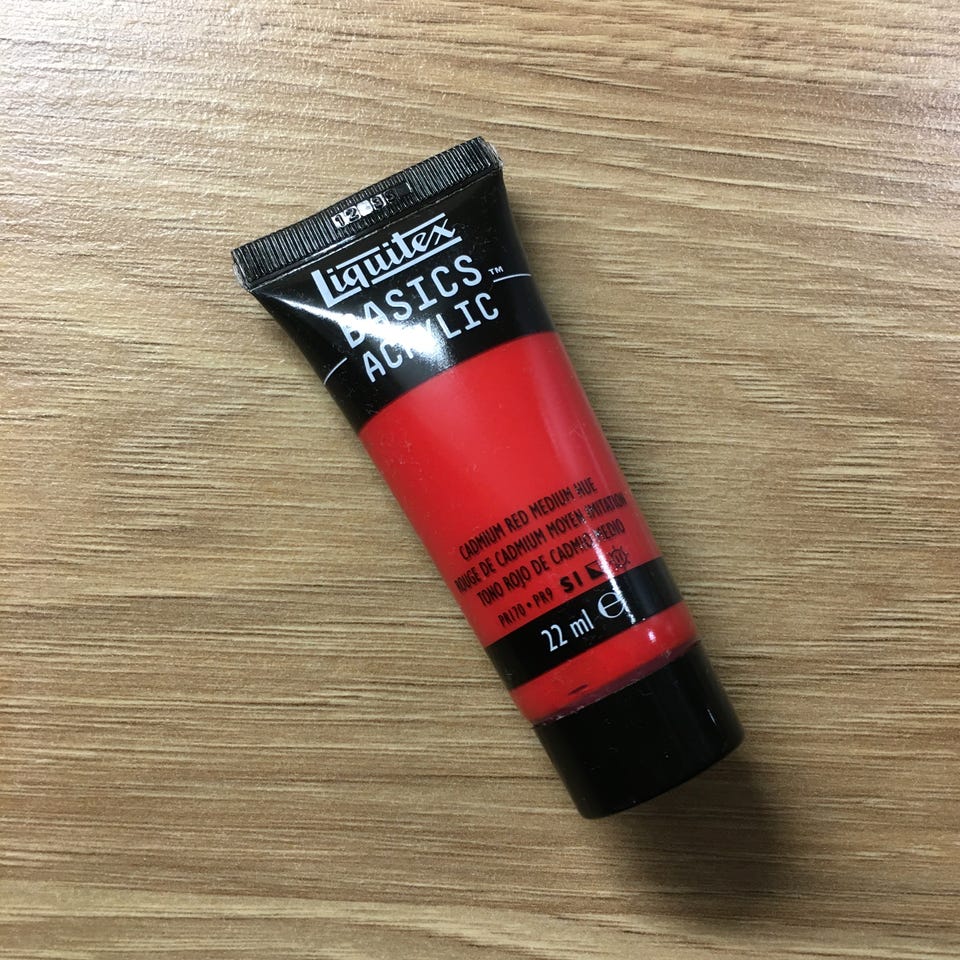 Liquitex
BASICS™
ACRYLIC
CADMIUM RED MEDIUM HUE
ROUGE DE CADMIUM MOYEN IMITATION
TONO ROJO DE CADMIO MEDIO
PR170 • PR9 S1
22 ml ℮